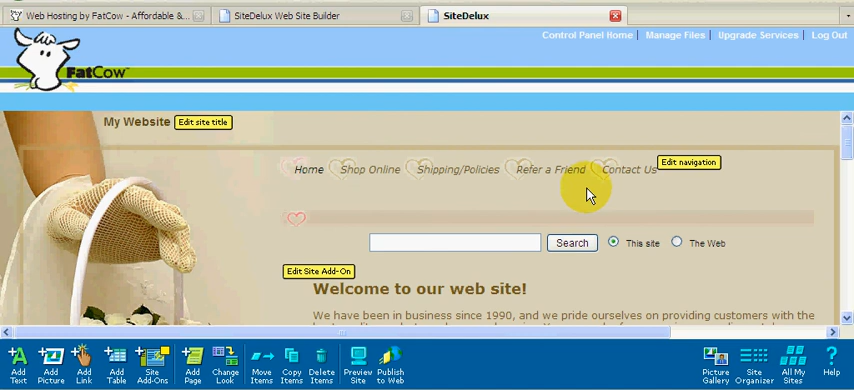 Web Hosting by FatCow - Affordable &...
SiteDelux Web Site Builder
SiteDelux
Control Panel Home | Manage Files | Upgrade Services | Log Out
FatCow
My Website Edit site title
Edit navigation
Home Shop Online Shipping/Policies Refer a Friend Contact Us
Search This site The Web
Edit Site Add-On
Welcome to our web site!
We have been in business since 1990, and we pride ourselves on providing customers with the
Add Text
Add Picture
Add Link
Add Table
Site Add-Ons
Add Page
Change Look
Move Items
Copy Items
Delete Items
Preview Site
Publish to Web
Picture Gallery
Site Organizer
All My Sites
Help